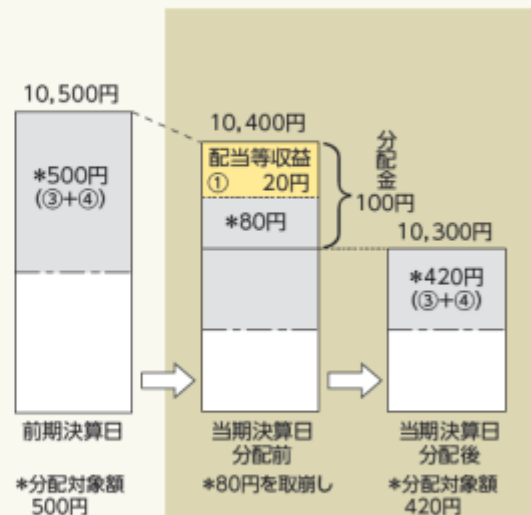 10,500円
*500円
(③+④)
前期決算日
*分配対象額
500円
10,400円
配当等収益
① 20円
*80円
分配金
100円
当期決算日
分配前
*80円を取崩し
10,300円
*420円
(③+④)
当期決算日
分配後
*分配対象額
420円